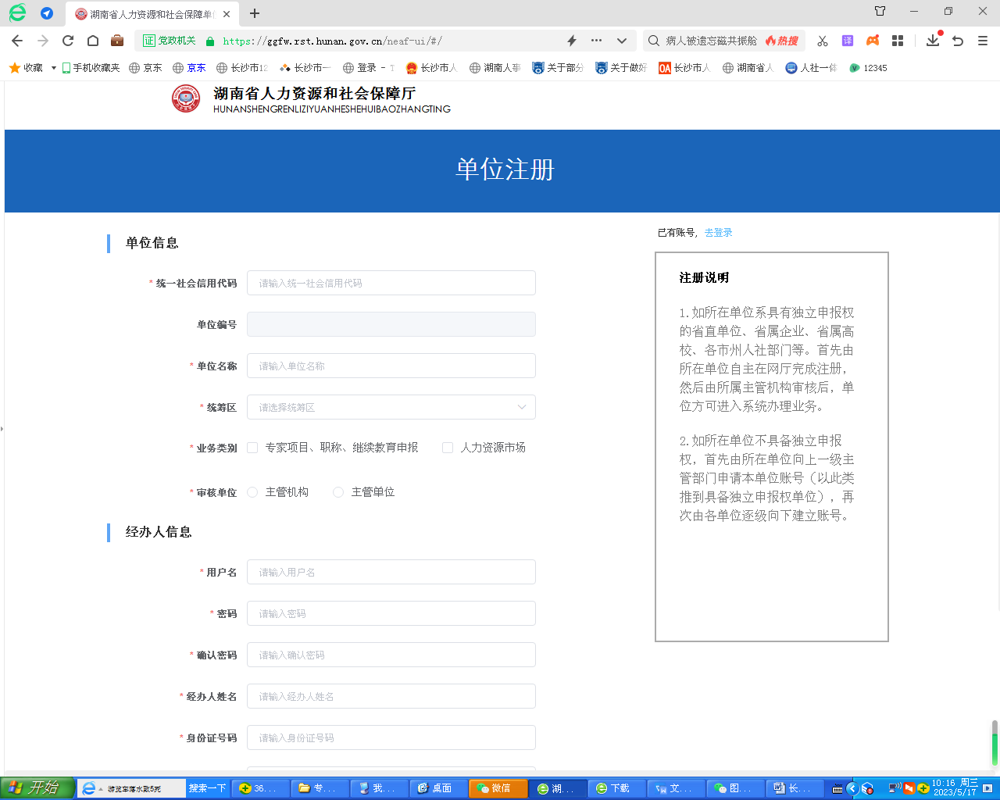 湖南省人力资源和社会保障单位
党政机关
https://ggfw.rst.hunan.gov.cn/neaf-ui/#/
病人被遗忘磁共振舱
热搜
译
收藏
手机收藏夹
京东
京东
长沙市12
长沙市一
登录 - T
长沙市人
湖南人事
关于部分
关于做好
OA
长沙市人
湖南省人
人社一体
12345
湖南省人力资源和社会保障厅
HUNANSHENGRENLIZIYUANHESHEHUIBAOZHANGTING
单位注册
单位信息
* 统一社会信用代码
请输入统一社会信用代码
单位编号
* 单位名称
请输入单位名称
* 统筹区
请选择统筹区
* 业务类别
专家项目、职称、继续教育申报
人力资源市场
* 审核单位
主管机构
主管单位
经办人信息
* 用户名
请输入用户名
* 密码
请输入密码
* 确认密码
请输入确认密码
* 经办人姓名
请输入经办人姓名
* 身份证号码
请输入身份证号码
已有账号，去登录
注册说明
1.如所在单位系具有独立申报权
的省直单位、省属企业、省属高
校、各市州人社部门等。首先由
所在单位自主在网厅完成注册，
然后由所属主管机构审核后，单
位方可进入系统办理业务。
2.如所在单位不具备独立申报
权，首先由所在单位向上一级主
管部门申请本单位账号（以此类
推到具备独立申报权单位），再
次由各单位逐级向下建立账号。
开始
游览车落水致5死
搜索一下
36...
专...
我...
桌面
微信
湖...
下载
文...
图...
长...
10:16 周三
2023/5/17